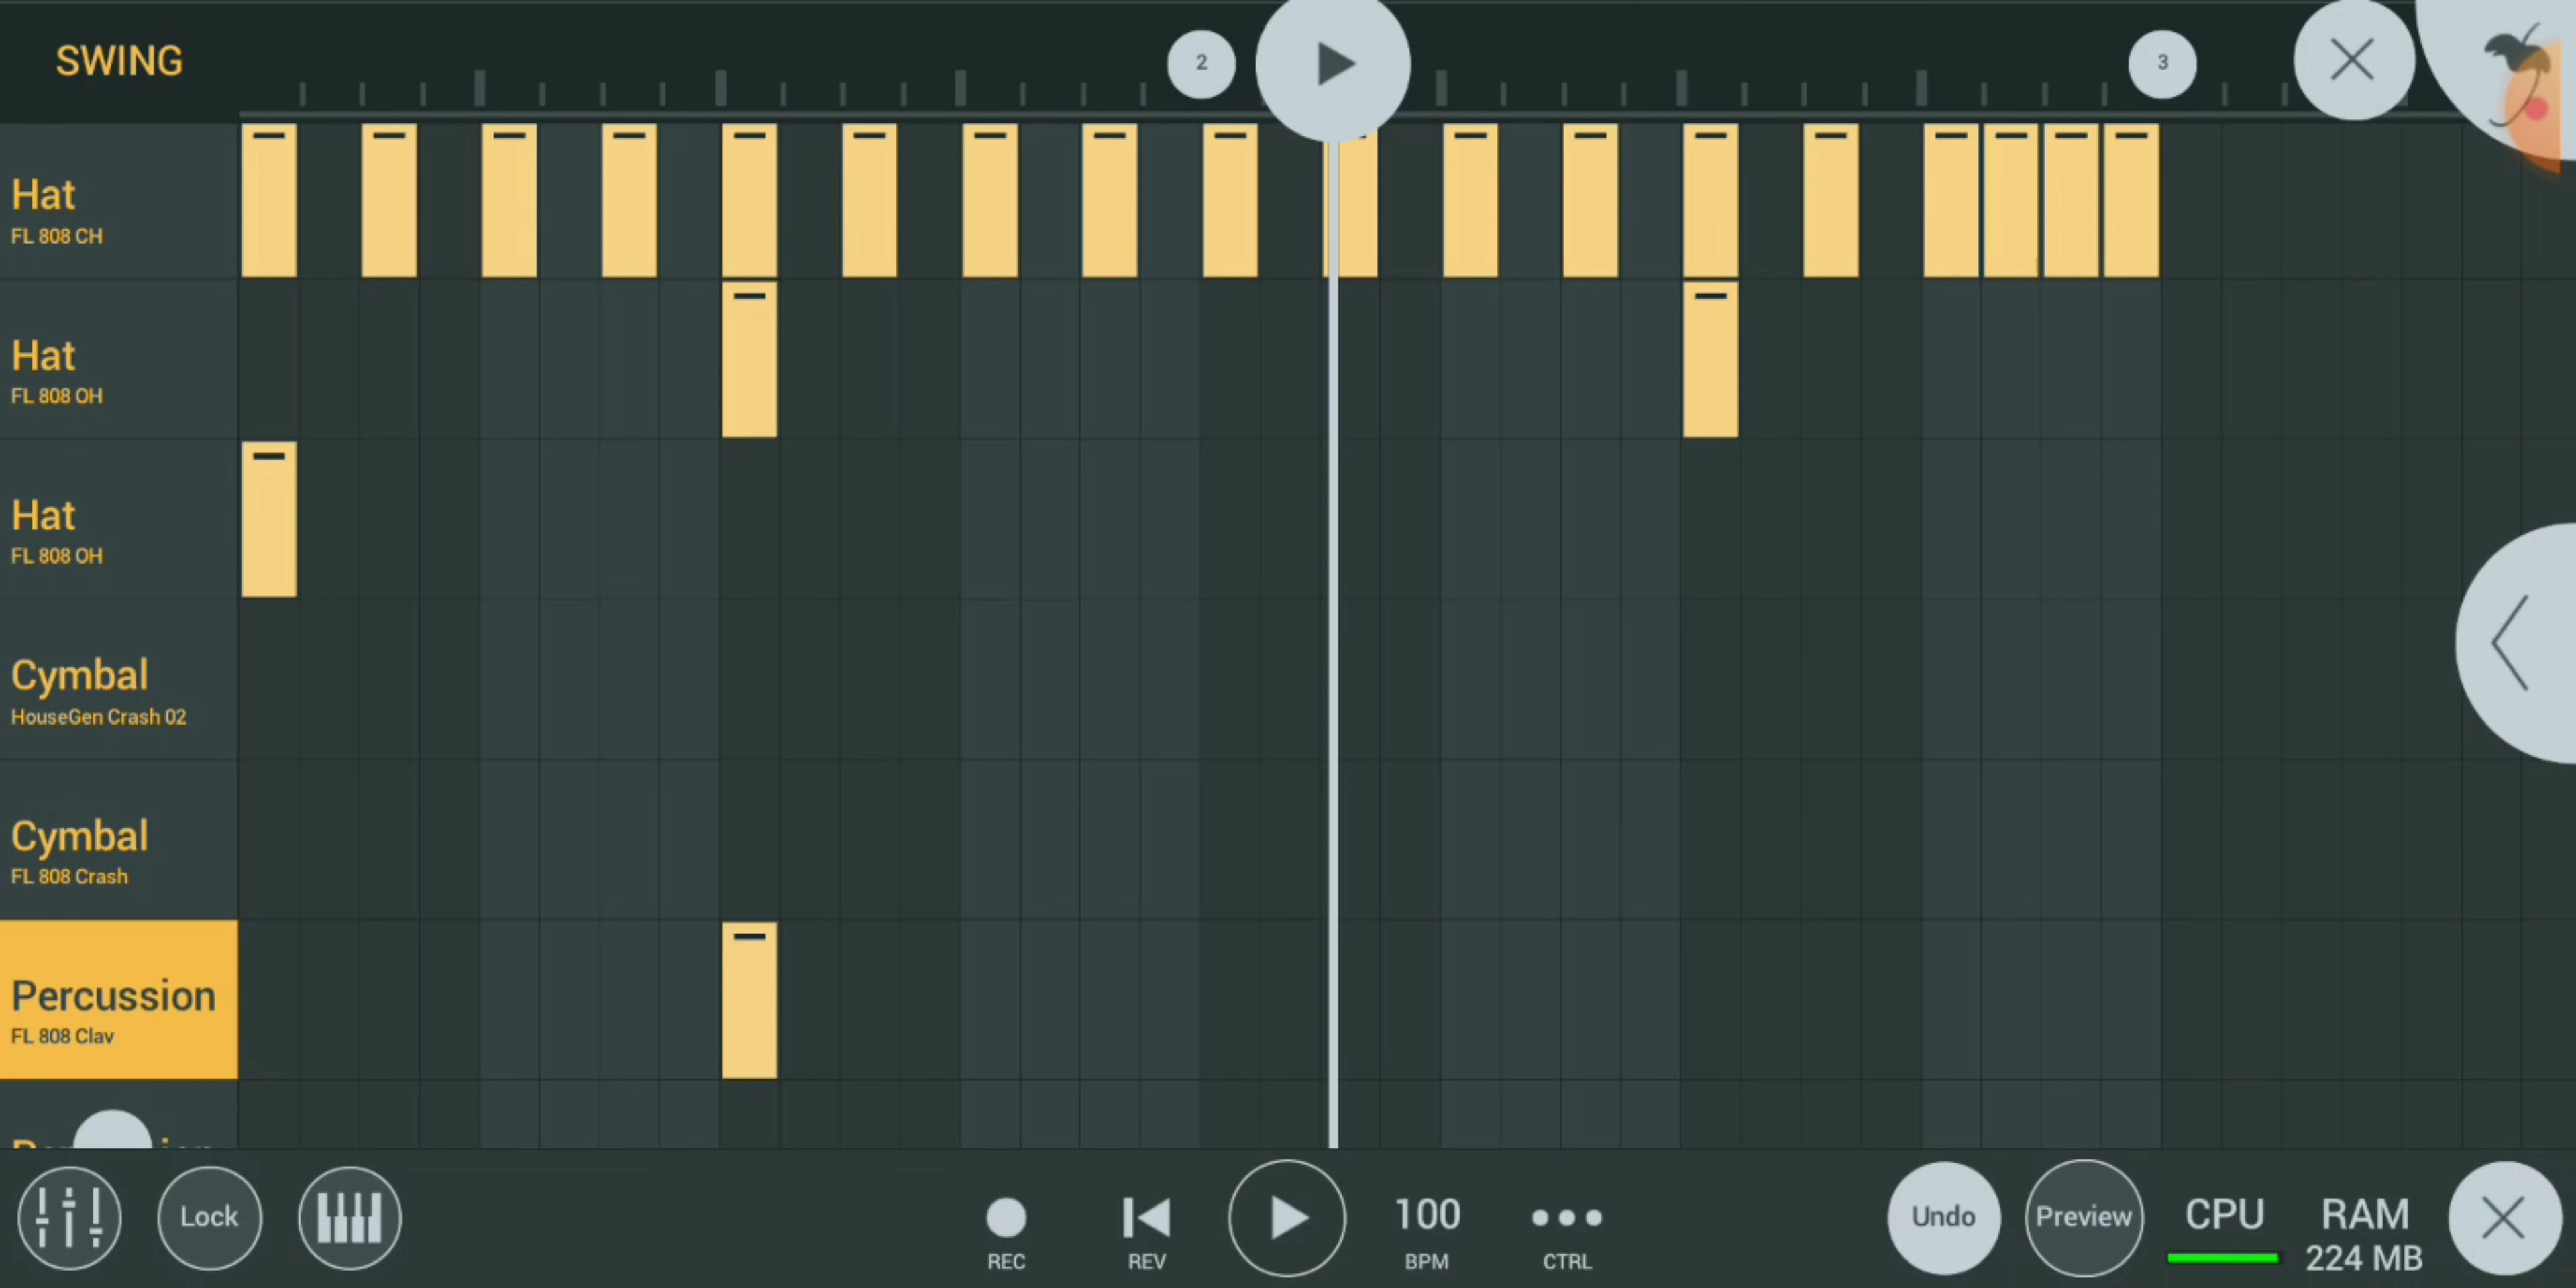 SWING
2
3
Hat
FL 808 CH
Hat
FL 808 OH
Hat
FL 808 OH
Cymbal
HouseGen Crash 02
Cymbal
FL 808 Crash
Percussion
FL 808 Clav
Lock
REC
REV
100
BPM
CTRL
Undo
Preview
CPU
RAM
224 MB